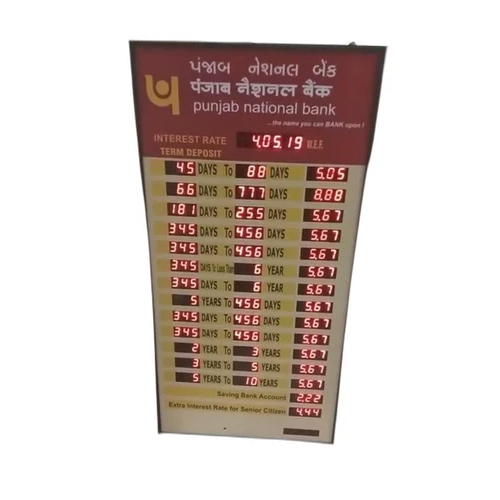 પંજાબ નેશનલ બેંક
पंजाब नैशनल बैंक
punjab national bank
...the name you can BANK upon !
INTEREST RATE 4.05.19 W.E.F.
TERM DEPOSIT
45 DAYS To 88 DAYS 5.05
66 DAYS To 777 DAYS 8.88
181 DAYS To 255 DAYS 5.67
345 DAYS To 456 DAYS 5.67
345 DAYS To 456 DAYS 5.67
345 DAYS To Less Than 6 YEAR 5.67
345 DAYS To 6 YEAR 5.67
5 YEARS To 456 DAYS 5.67
345 DAYS To 456 DAYS 5.67
345 DAYS To 456 DAYS 5.67
2 YEAR To 3 YEARS 5.67
3 YEARS To 5 YEARS 5.67
5 YEARS To 10 YEARS 5.67
Saving Bank Account 2.22
Extra Interest Rate for Senior Citizen 4.44